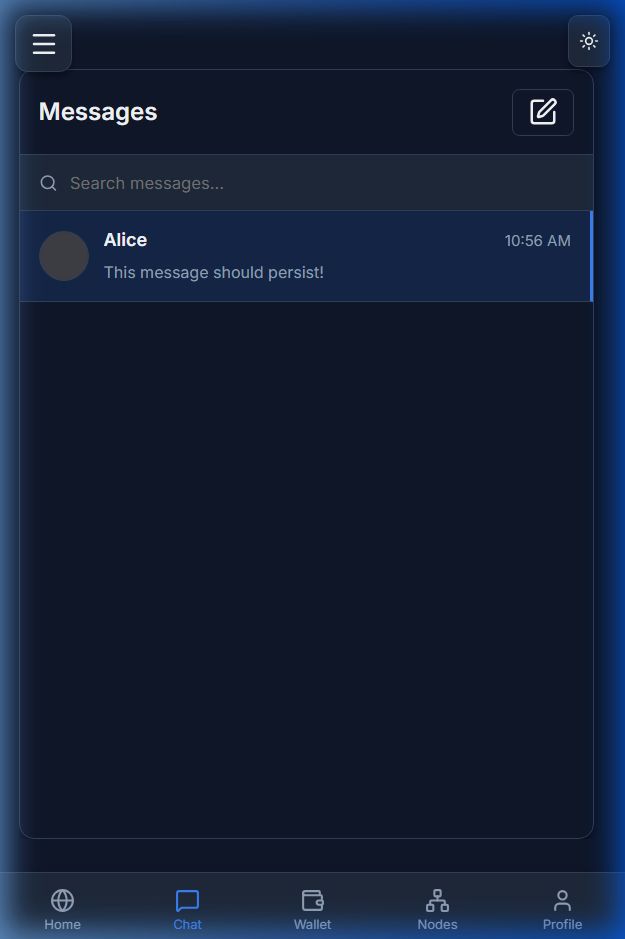 Messages
Search messages...
Alice
10:56 AM
This message should persist!
Home
Chat
Wallet
Nodes
Profile